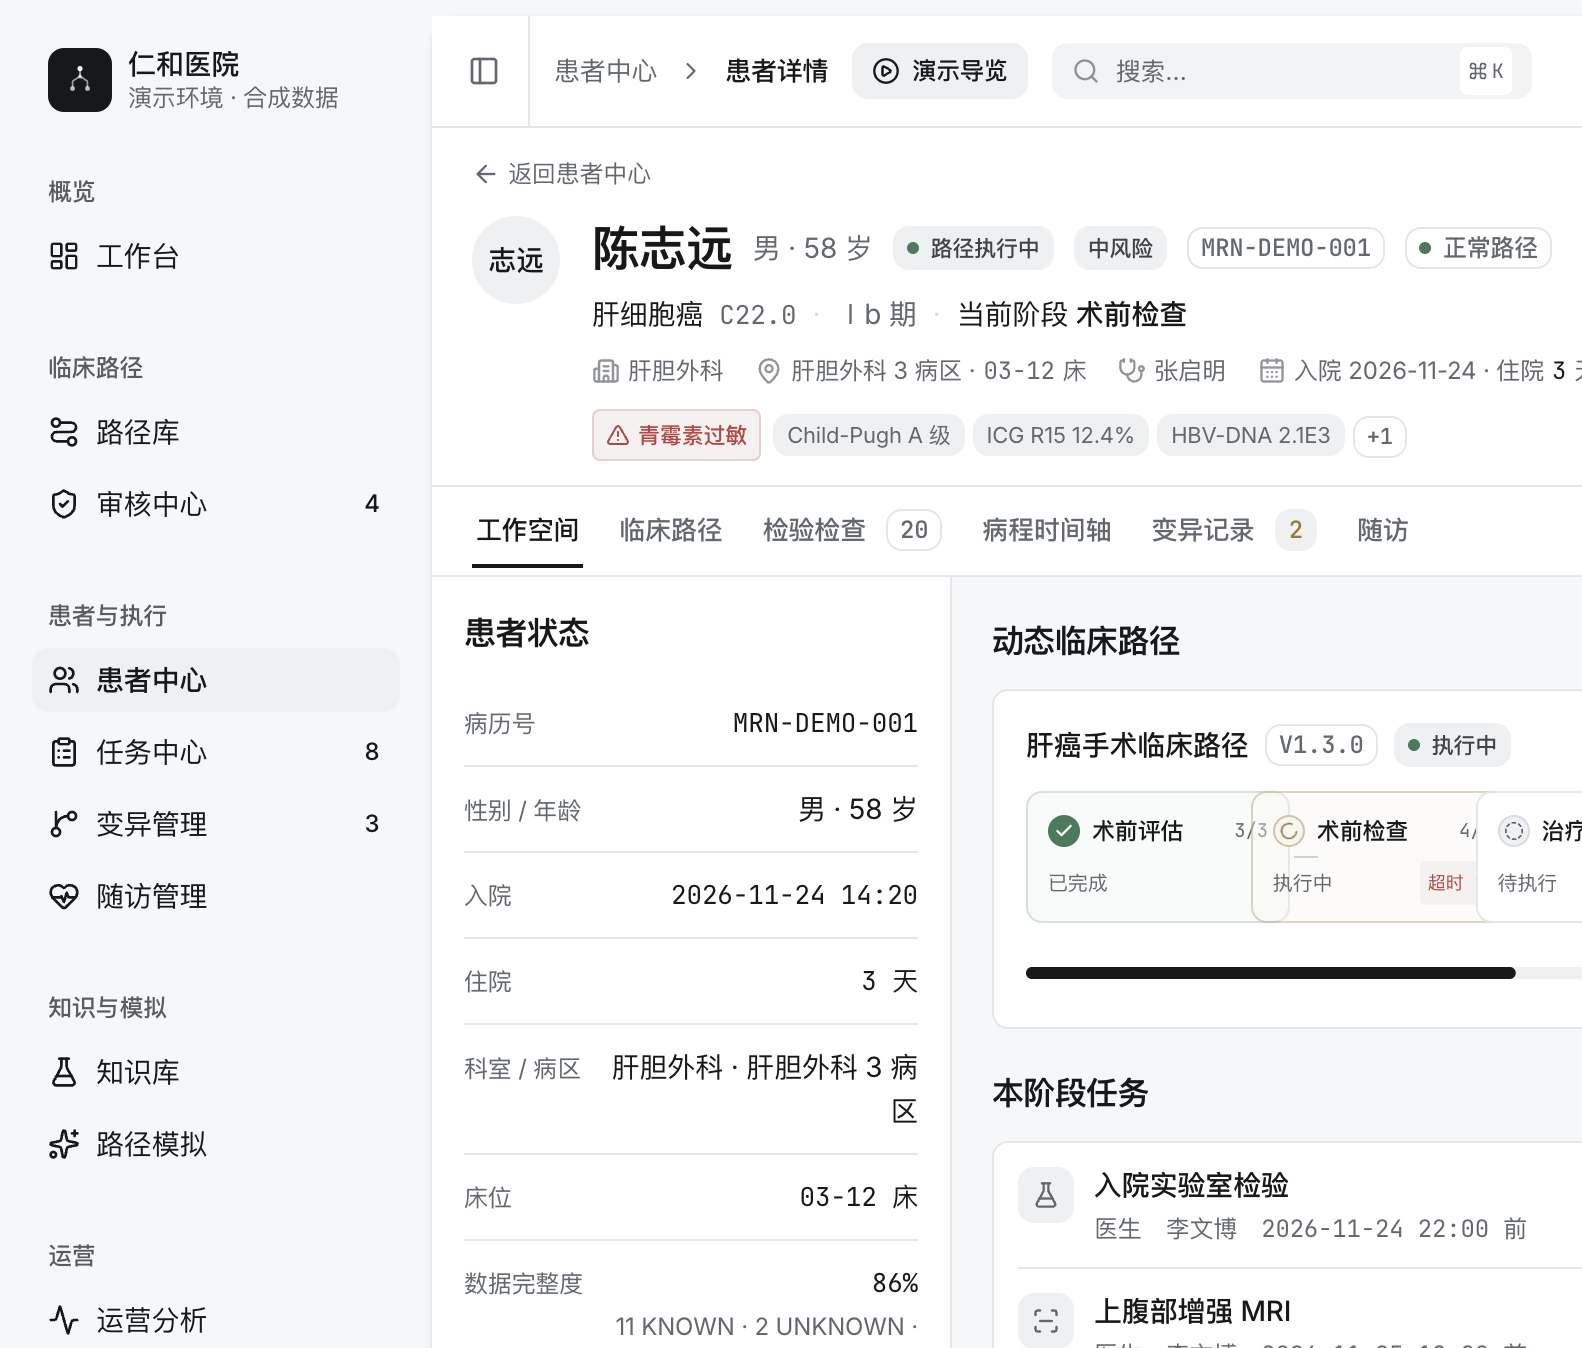 仁和医院
演示环境 · 合成数据
概览
工作台
临床路径
路径库
审核中心 4
患者与执行
患者中心
任务中心 8
变异管理 3
随访管理
知识与模拟
知识库
路径模拟
运营
运营分析
患者中心 > 患者详情 演示导览 搜索... ⌘ K
返回患者中心
志远 陈志远 男 · 58 岁 路径执行中 中风险 MRN-DEMO-001 正常路径
肝细胞癌 C22.0 · I b 期 · 当前阶段 术前检查
肝胆外科 肝胆外科 3 病区 · 03-12 床 张启明 入院 2026-11-24 · 住院 3
青霉素过敏 Child-Pugh A 级 ICG R15 12.4% HBV-DNA 2.1E3 +1
工作空间 临床路径 检验检查 20 病程时间轴 变异记录 2 随访
患者状态
病历号 MRN-DEMO-001
性别 / 年龄 男 · 58 岁
入院 2026-11-24 14:20
住院 3 天
科室 / 病区 肝胆外科 · 肝胆外科 3 病
区
床位 03-12 床
数据完整度 86%
11 KNOWN · 2 UNKNOWN ·
动态临床路径
肝癌手术临床路径 V1.3.0 执行中
术前评估 3/3 术前检查 4/ 治疗
已完成 执行中 超时 待执行
本阶段任务
入院实验室检验
医生 李文博 2026-11-24 22:00 前
上腹部增强 MRI